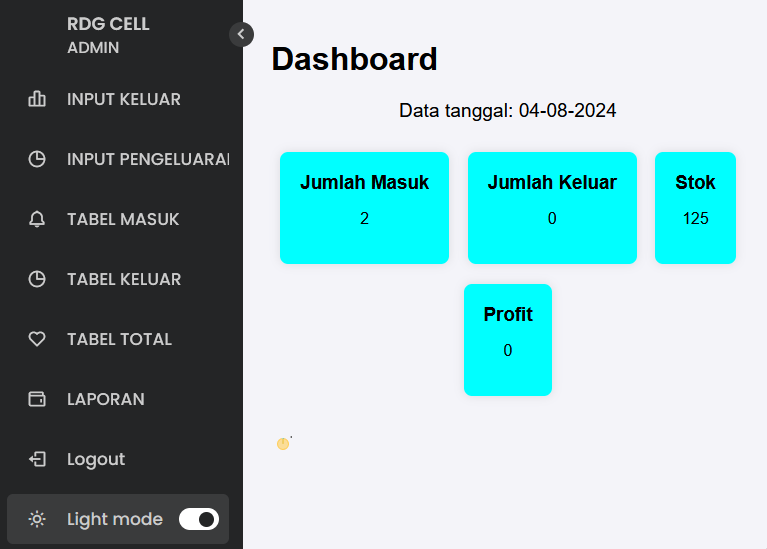 RDG CELL
ADMIN
INPUT KELUAR
INPUT PENGELUARA
TABEL MASUK
TABEL KELUAR
TABEL TOTAL
LAPORAN
Logout
Light mode
Dashboard
Data tanggal: 04-08-2024
Jumlah Masuk
2
Jumlah Keluar
0
Stok
125
Profit
0